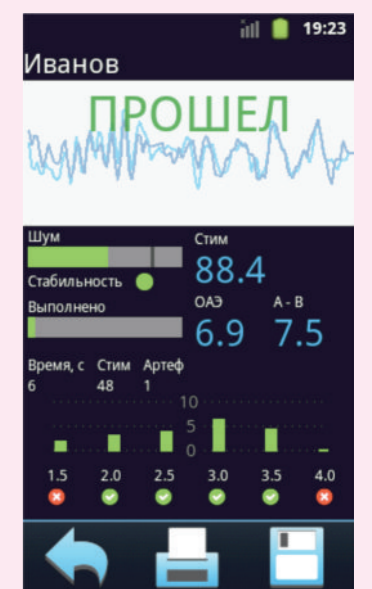 19:23
Иванов
ПРОШЕЛ
Шум
Стим
88.4
Стабильность
Выполнено
ОАЭ А - В
6.9 7.5
Время, с Стим Артеф
6 48 1
10
5
0
1.5 2.0 2.5 3.0 3.5 4.0